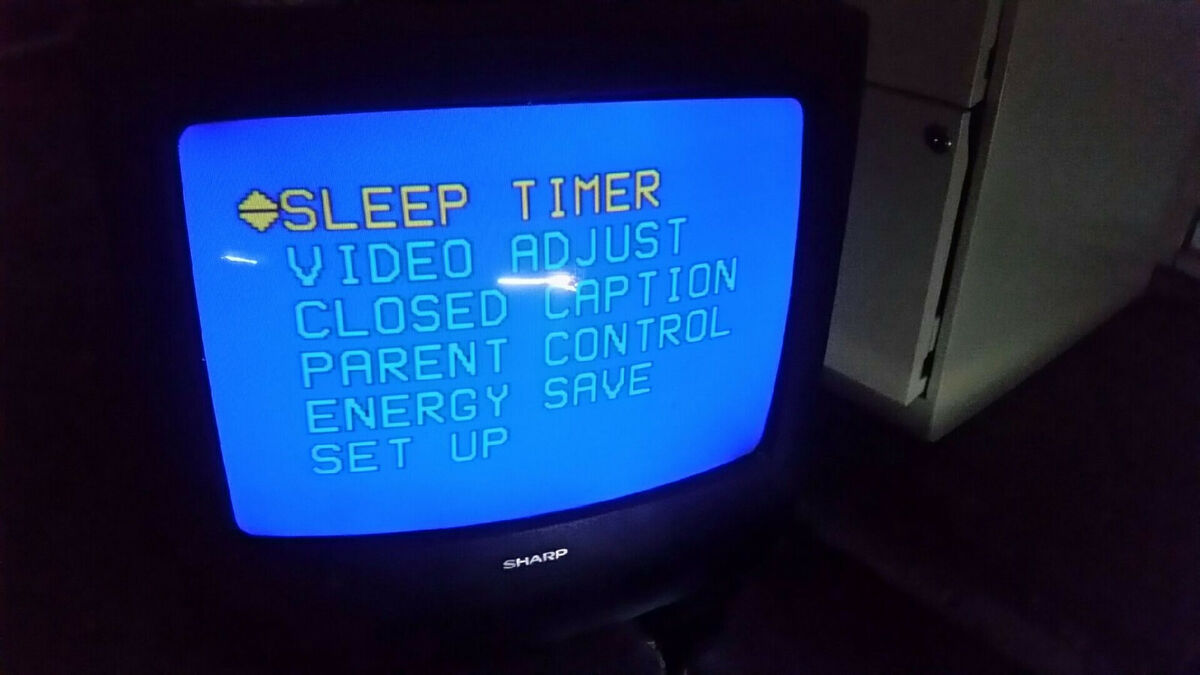 SLEEP TIMER
VIDEO ADJUST
CLOSED CAPTION
PARENT CONTROL
ENERGY SAVE
SET UP
SHARP